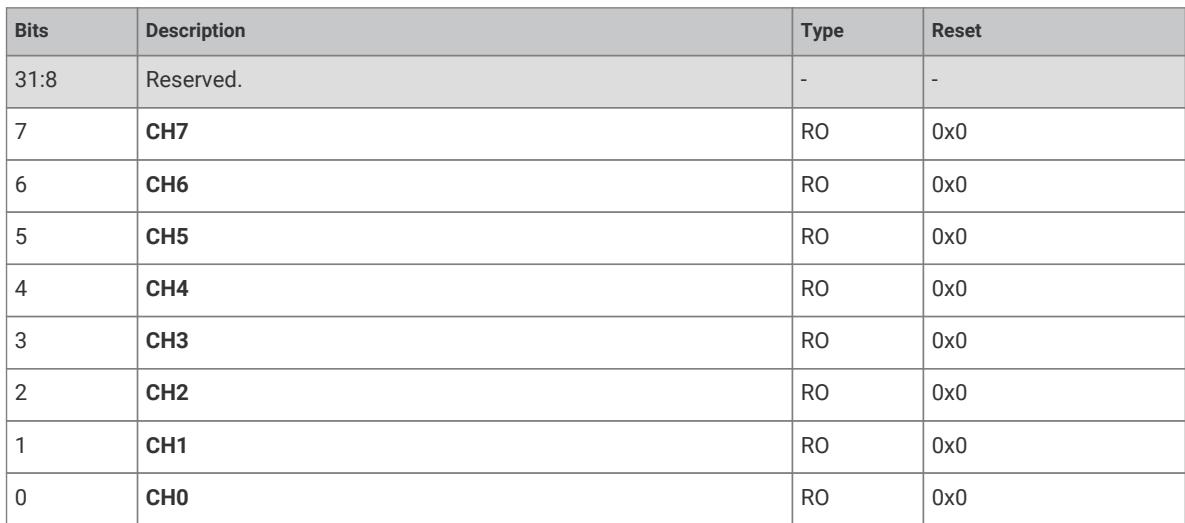 Bits Description Type Reset
31:8 Reserved. - -
7 CH7 RO 0x0
6 CH6 RO 0x0
5 CH5 RO 0x0
4 CH4 RO 0x0
3 CH3 RO 0x0
2 CH2 RO 0x0
1 CH1 RO 0x0
0 CH0 RO 0x0